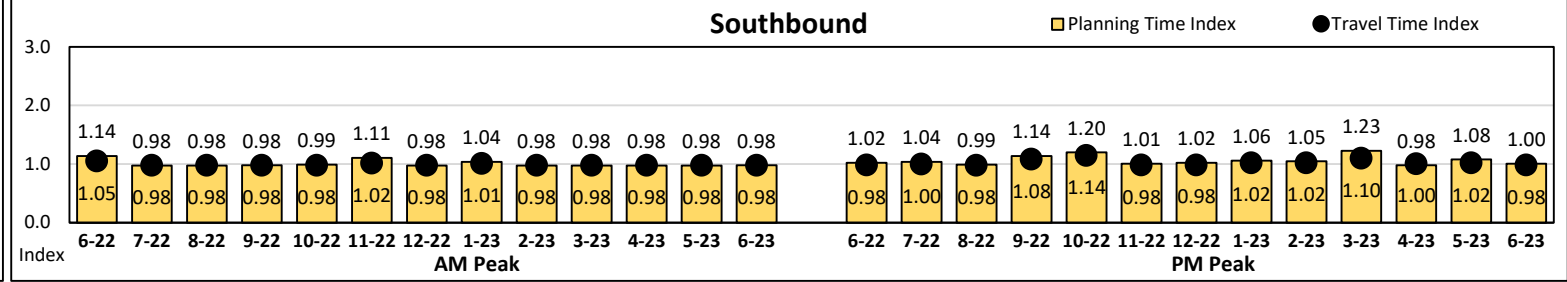 Southbound
Planning Time Index
Travel Time Index
3.0
2.0
1.0
0.0
Index
1.14 0.98 0.98 0.98 0.99 1.11 0.98 1.04 0.98 0.98 0.98 0.98 0.98 1.02 1.04 0.99 1.14 1.20 1.01 1.02 1.06 1.05 1.23 0.98 1.08 1.00
1.05 0.98 0.98 0.98 0.98 1.02 0.98 1.01 0.98 0.98 0.98 0.98 0.98 0.98 1.00 0.98 1.08 1.14 0.98 0.98 1.02 1.02 1.10 1.00 1.02 0.98
6-22 7-22 8-22 9-22 10-22 11-22 12-22 1-23 2-23 3-23 4-23 5-23 6-23 6-22 7-22 8-22 9-22 10-22 11-22 12-22 1-23 2-23 3-23 4-23 5-23 6-23
AM Peak
PM Peak